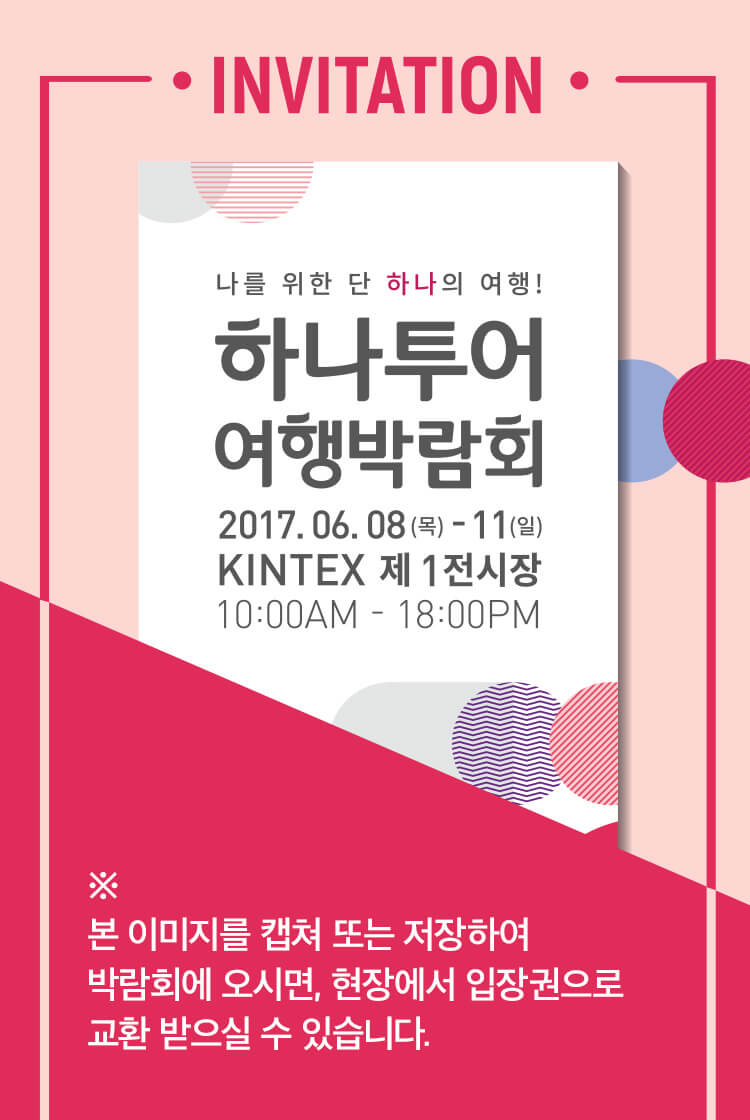 • INVITATION •
나를 위한 단 하나의 여행!
하나투어
여행박람회
2017. 06. 08(목) - 11(일)
KINTEX 제 1전시장
10:00AM - 18:00PM
※
본 이미지를 캡쳐 또는 저장하여
박람회에 오시면, 현장에서 입장권으로
교환 받으실 수 있습니다.